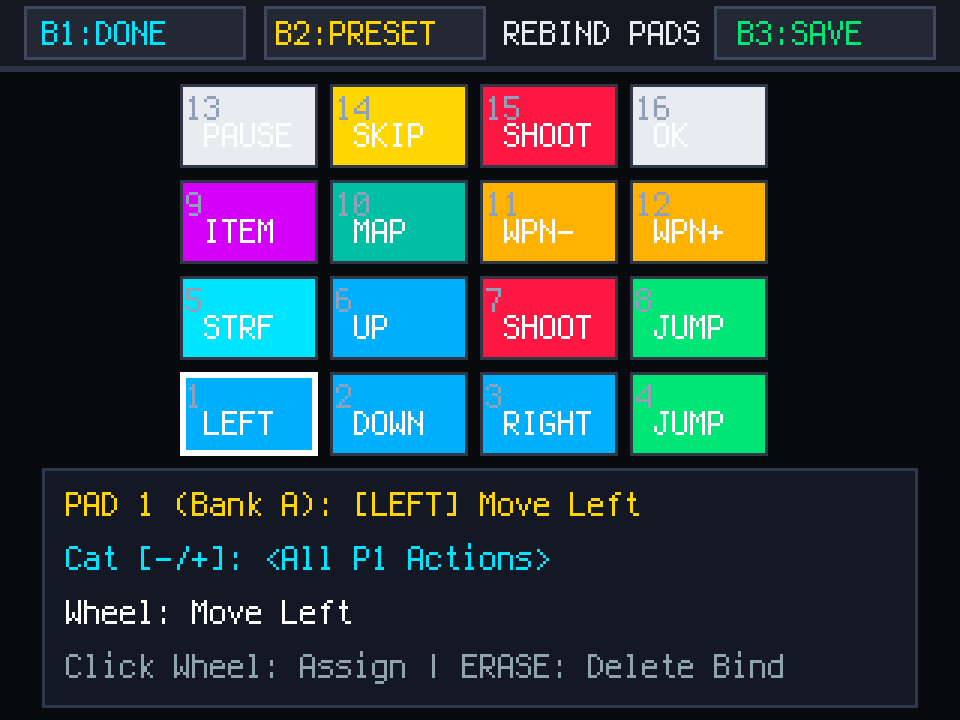 B1:DONE B2:PRESET REBIND PADS B3:SAVE
13 14 15 16
PAUSE SKIP SHOOT OK
9 10 11 12
ITEM MAP WPN- WPN+
5 6 7 8
STRF UP SHOOT JUMP
1 2 3 4
LEFT DOWN RIGHT JUMP
PAD 1 (Bank A): [LEFT] Move Left
Cat [-/+]: <All P1 Actions>
Wheel: Move Left
Click Wheel: Assign | ERASE: Delete Bind